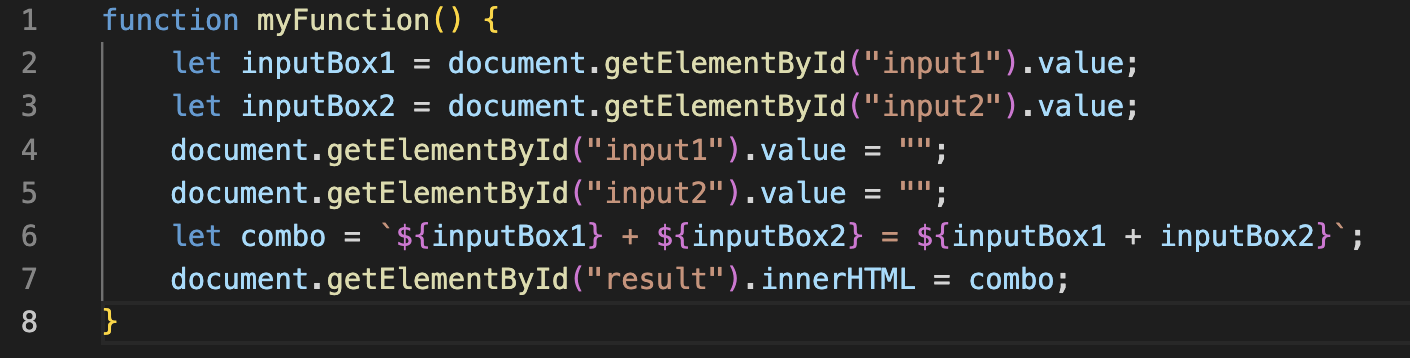 1 function myFunction() {
2     let inputBox1 = document.getElementById("input1").value;
3     let inputBox2 = document.getElementById("input2").value;
4     document.getElementById("input1").value = "";
5     document.getElementById("input2").value = "";
6     let combo = `${inputBox1} + ${inputBox2} = ${inputBox1 + inputBox2}`;
7     document.getElementById("result").innerHTML = combo;
8 }